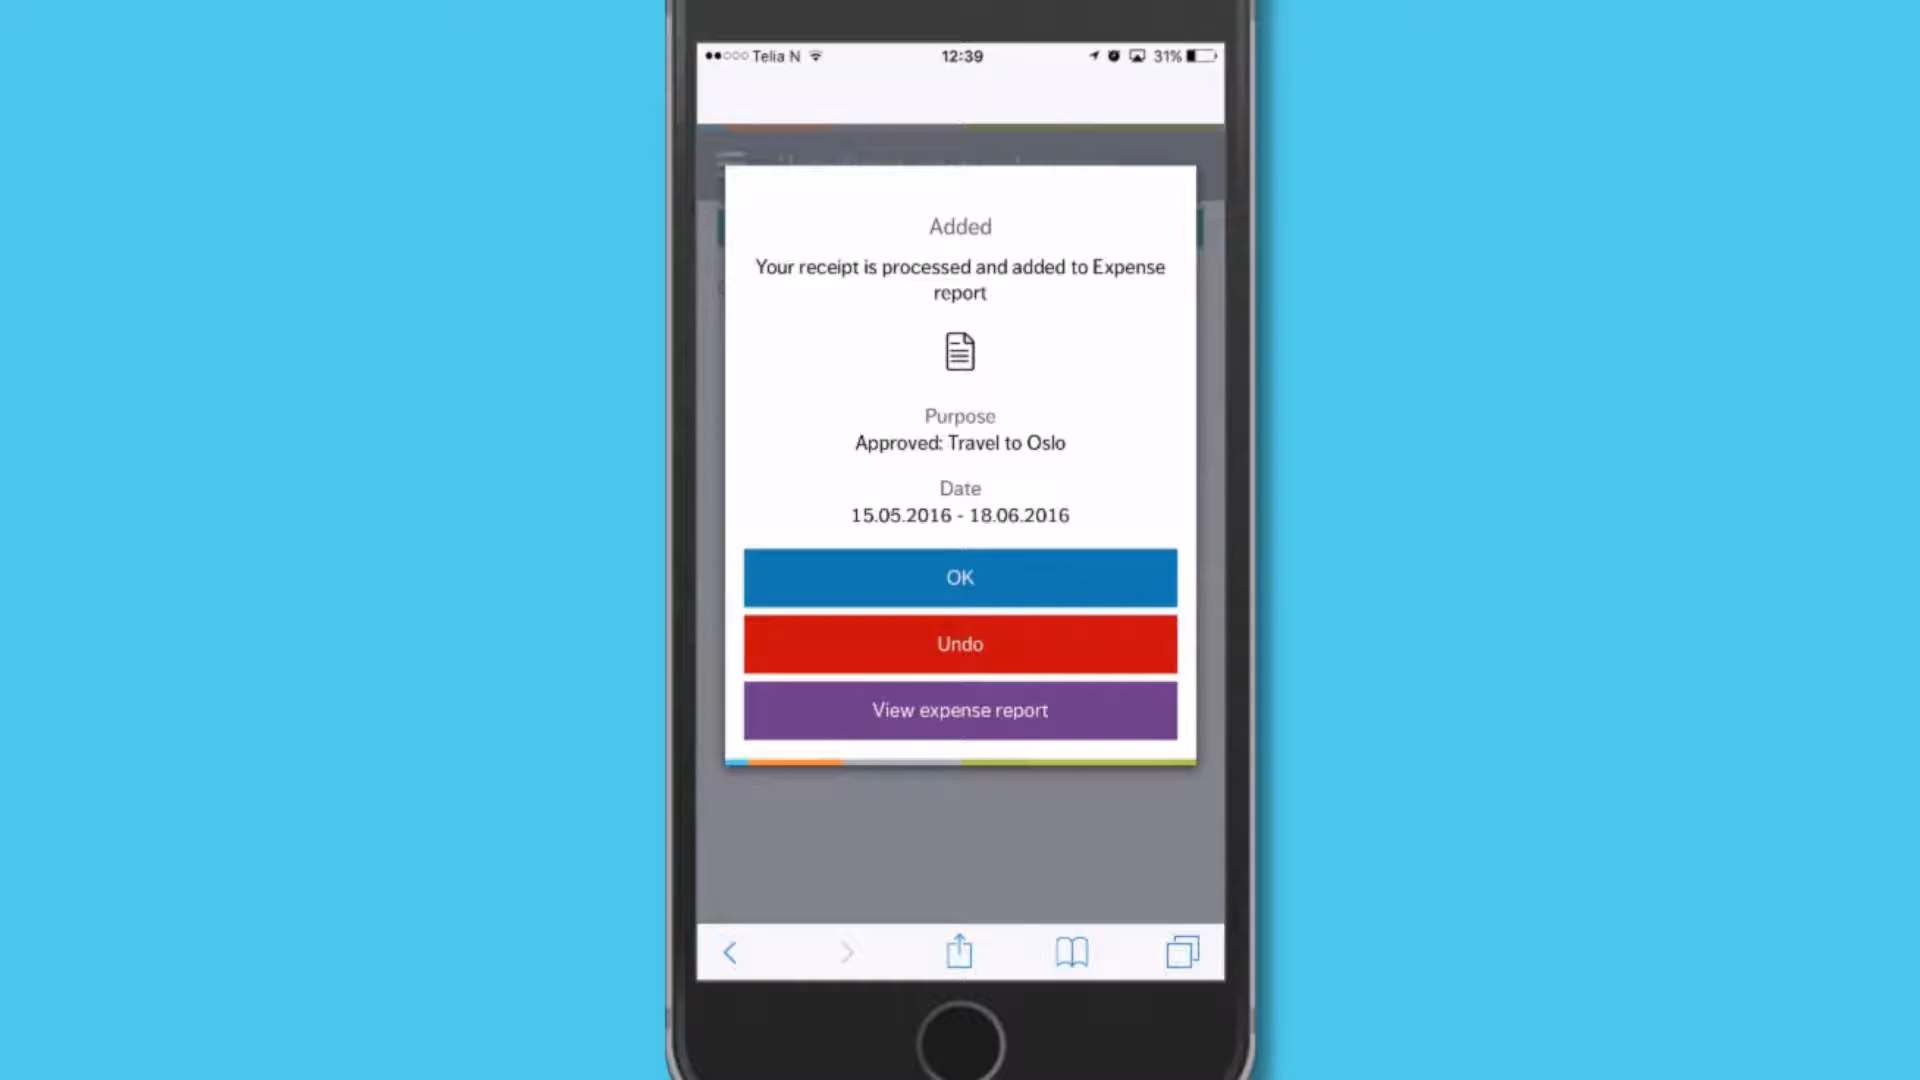 Telia N 12:39 31%
Added
Your receipt is processed and added to Expense
report
Purpose
Approved: Travel to Oslo
Date
15.05.2016 - 18.06.2016
OK
Undo
View expense report